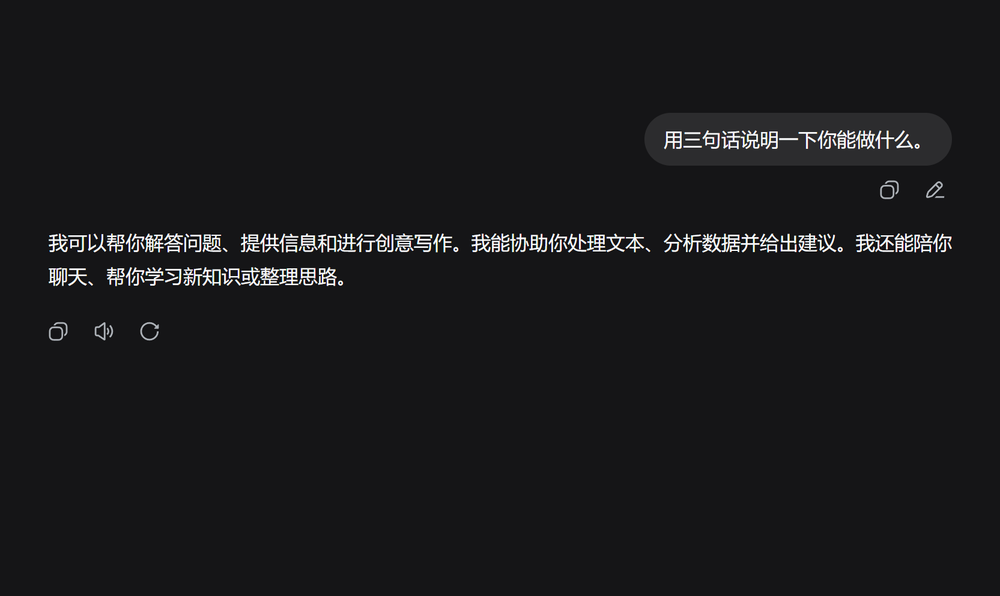 用三句话说明一下你能做什么。
我可以帮你解答问题、提供信息和进行创意写作。我能协助你处理文本、分析数据并给出建议。我还能陪你
聊天、帮你学习新知识或整理思路。